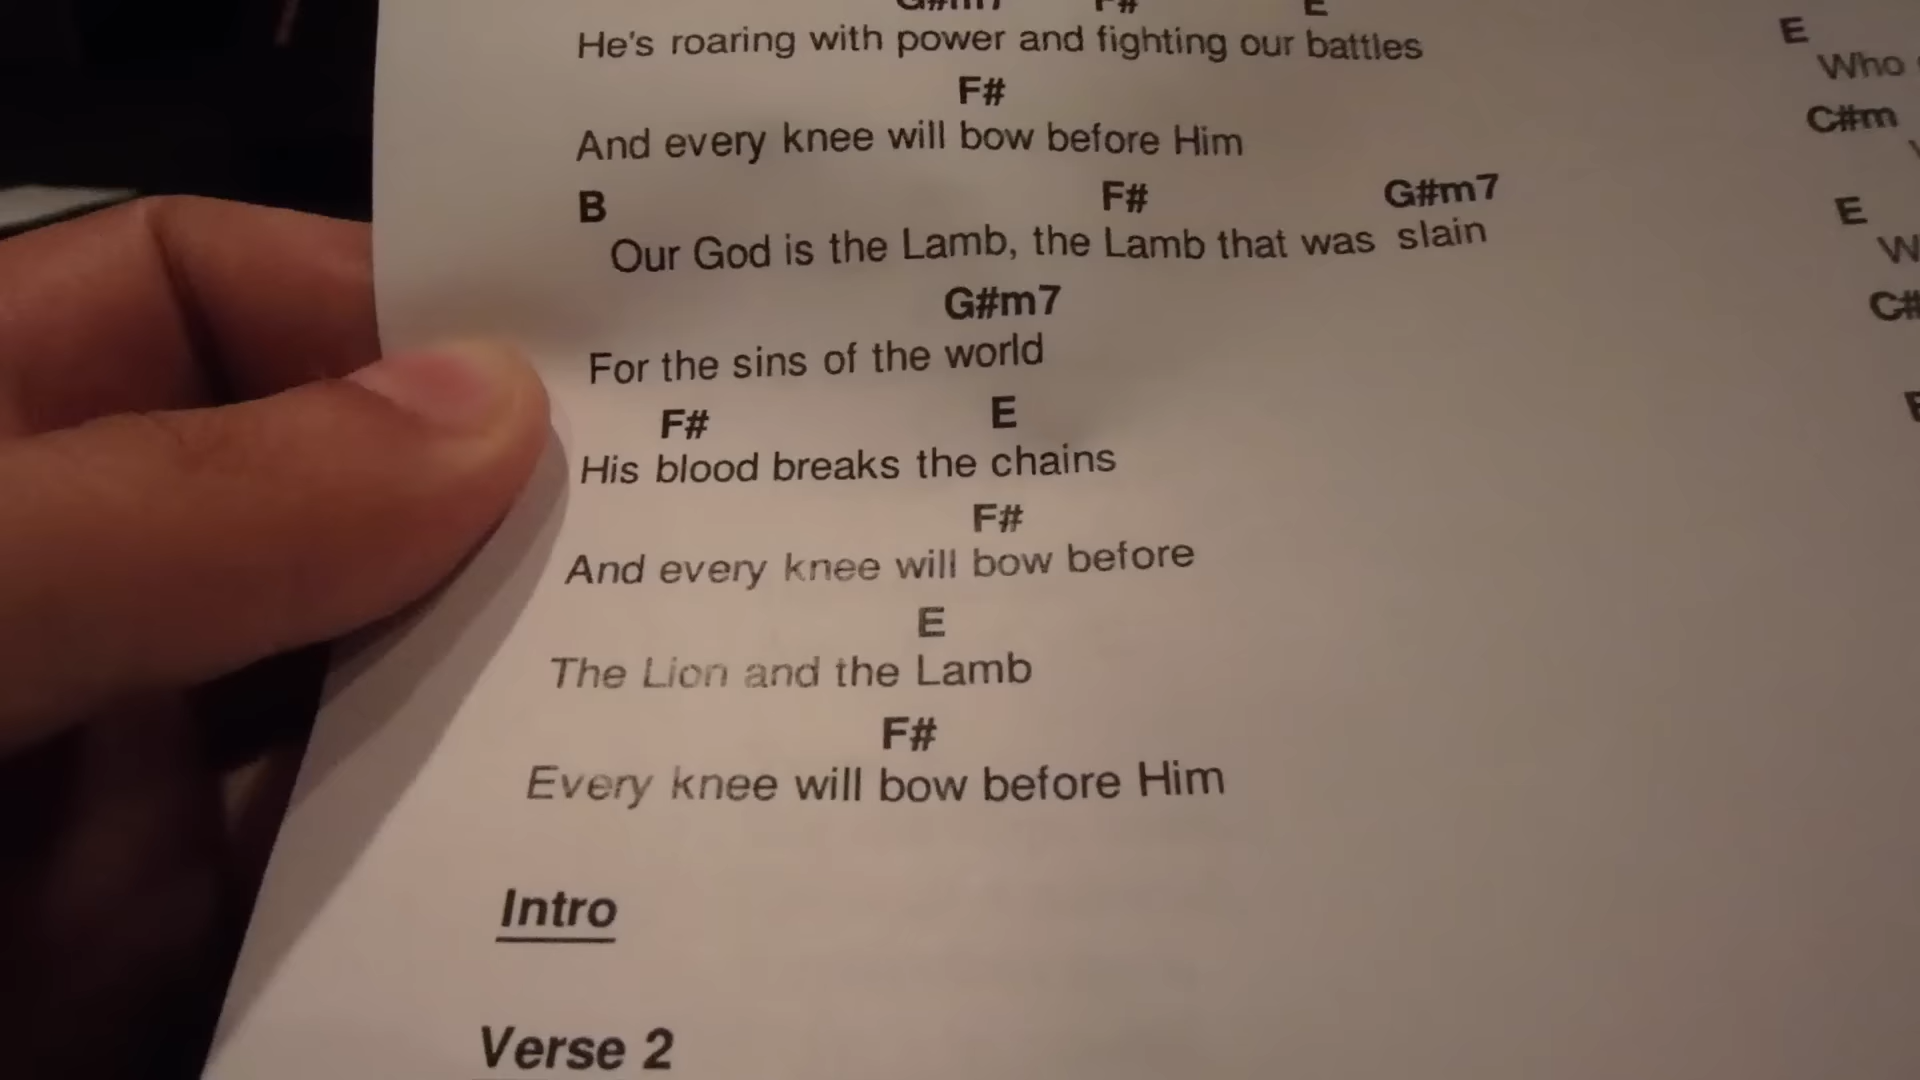 G#m7 F# E
He's roaring with power and fighting our battles
F#
And every knee will bow before Him
B F# G#m7
Our God is the Lamb, the Lamb that was slain
G#m7
For the sins of the world
F# E
His blood breaks the chains
F#
And every knee will bow before
E
The Lion and the Lamb
F#
Every knee will bow before Him
Intro
Verse 2
E
Who
C#m
E
C#